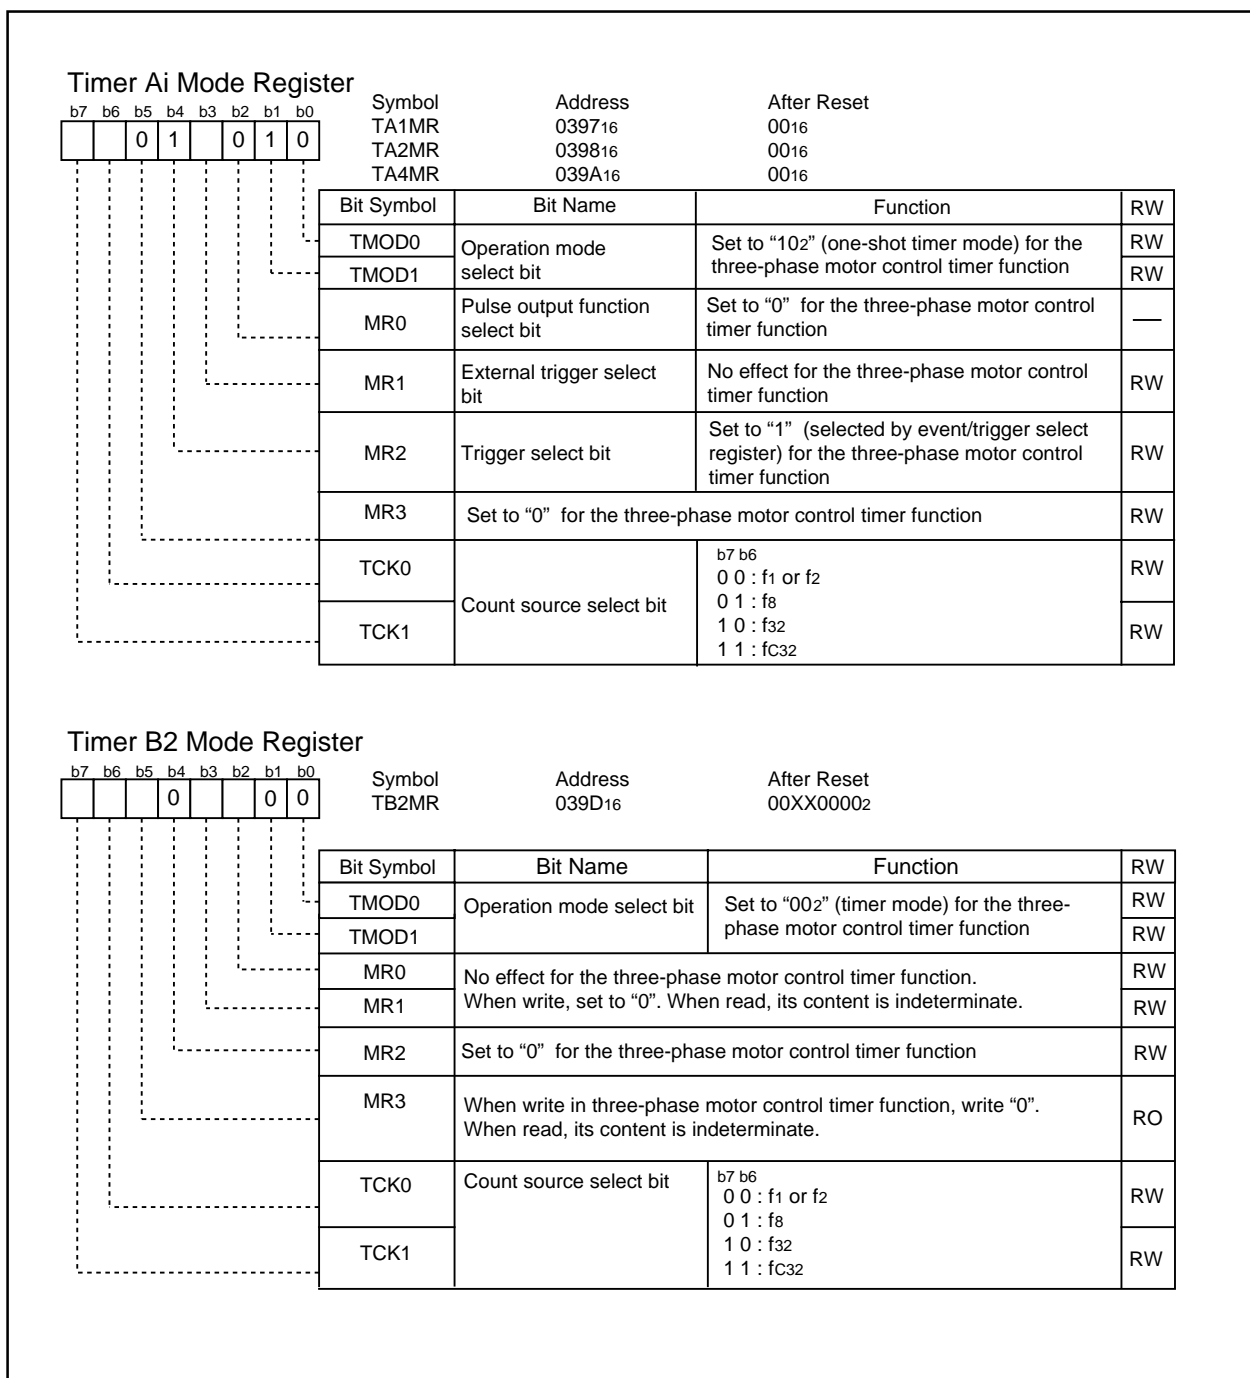 Timer Ai Mode Register
b7 b6 b5 b4 b3 b2 b1 b0
0 1 0 1 0
Symbol Address After Reset
TA1MR 039716 0016
TA2MR 039816 0016
TA4MR 039A16 0016
Bit Symbol Bit Name Function RW
TMOD0 Operation mode Set to “102” (one-shot timer mode) for the RW
TMOD1 select bit three-phase motor control timer function RW
MR0 Pulse output function Set to “0” for the three-phase motor control —
select bit timer function
MR1 External trigger select No effect for the three-phase motor control RW
bit timer function
Set to “1” (selected by event/trigger select
MR2 Trigger select bit register) for the three-phase motor control RW
timer function
MR3 Set to “0” for the three-phase motor control timer function RW
b7 b6
TCK0 0 0 : f1 or f2 RW
Count source select bit 0 1 : f8
TCK1 1 0 : f32 RW
1 1 : fC32
Timer B2 Mode Register
b7 b6 b5 b4 b3 b2 b1 b0
0 0 0
Symbol Address After Reset
TB2MR 039D16 00XX00002
Bit Symbol Bit Name Function RW
TMOD0 Operation mode select bit Set to “002” (timer mode) for the three- RW
TMOD1 phase motor control timer function RW
MR0 No effect for the three-phase motor control timer function. RW
MR1 When write, set to “0”. When read, its content is indeterminate. RW
MR2 Set to “0” for the three-phase motor control timer function RW
MR3 When write in three-phase motor control timer function, write “0”. RO
When read, its content is indeterminate.
TCK0 Count source select bit b7 b6 RW
0 0 : f1 or f2
0 1 : f8
TCK1 1 0 : f32 RW
1 1 : fC32